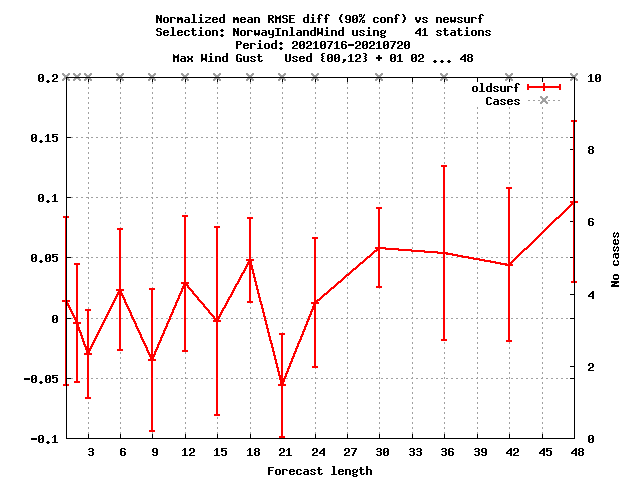 Normalized mean RMSE diff (90% conf) vs newsurf
Selection: NorwayInlandWind using    41 stations
Period: 20210716-20210720
Max Wind Gust   Used {00,12} + 01 02 ... 48
oldsurf
Cases
0.2
0.15
0.1
0.05
0
-0.05
-0.1
10
8
6
4
2
0
No cases
3 6 9 12 15 18 21 24 27 30 33 36 39 42 45 48
Forecast length